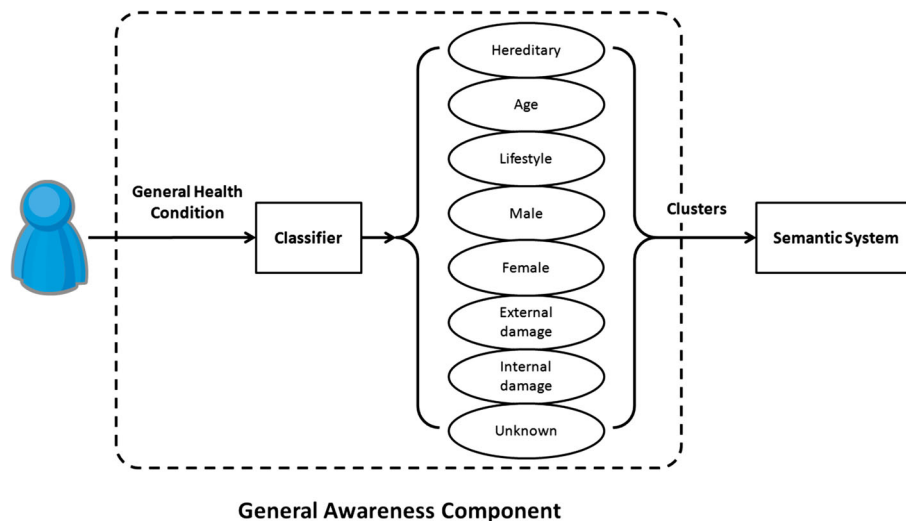 General Health
Condition
Classifier
Hereditary
Age
Lifestyle
Male
Female
External
damage
Internal
damage
Unknown
Clusters
Semantic System
General Awareness Component